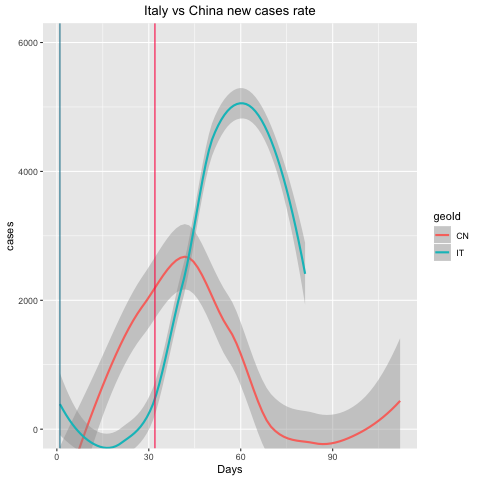 Italy vs China new cases rate
6000
4000
2000
0
cases
0 30 60 90
Days
geoId
CN
IT